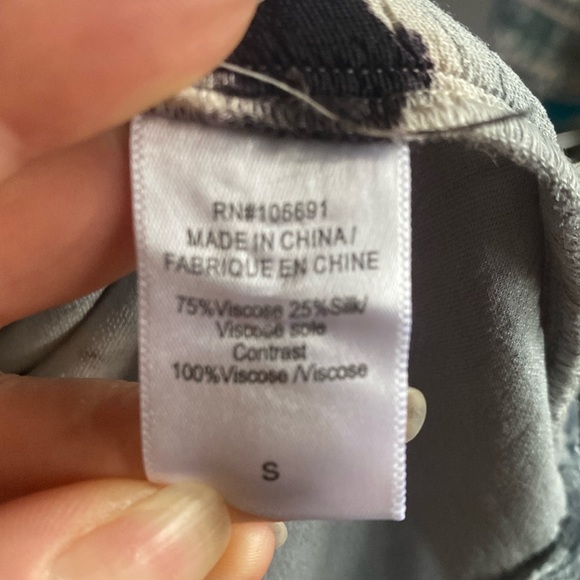 RN#105691
MADE IN CHINA/
FABRIQUE EN CHINE
75%Viscose 25%Silk/
Viscose soie
Contrast
100%Viscose /Viscose
S